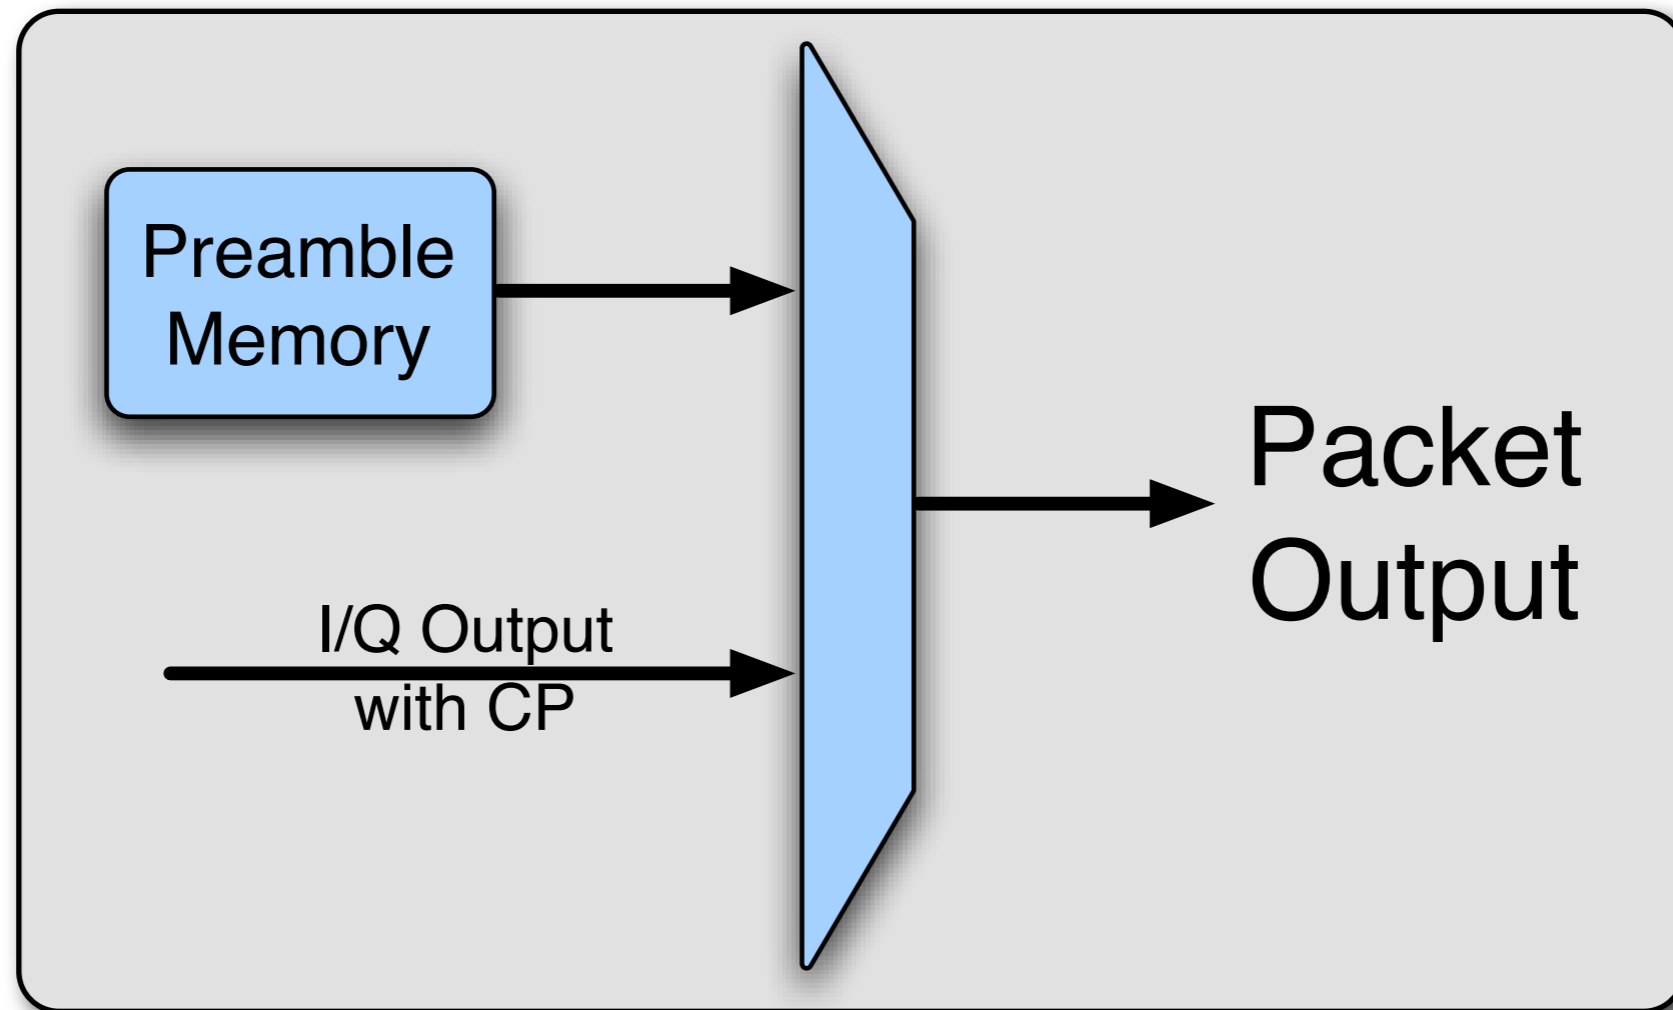 Preamble
Memory
I/Q Output
with CP
Packet
Output